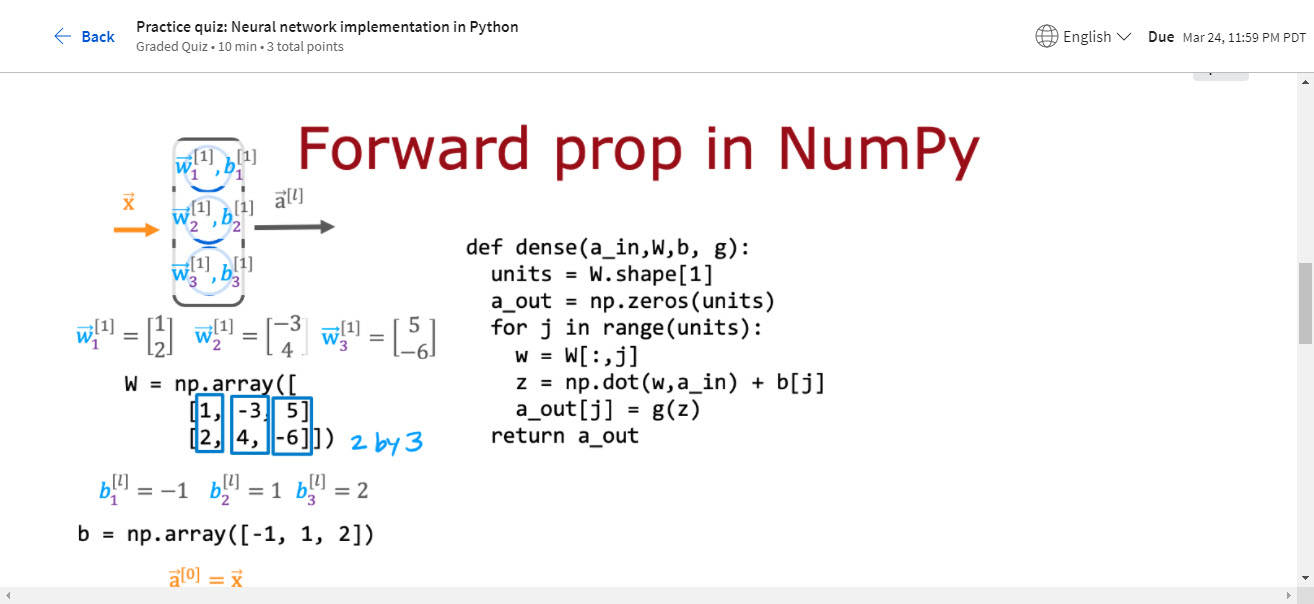 Back
Practice quiz: Neural network implementation in Python
Graded Quiz • 10 min • 3 total points
English
Due Mar 24, 11:59 PM PDT
Forward prop in NumPy
x⃗
w⃗₁^[1], b₁^[1]
w⃗₂^[1], b₂^[1]
w⃗₃^[1], b₃^[1]
a⃗^[l]
w⃗₁^[1] = [1 2] w⃗₂^[1] = [−3 4] w⃗₃^[1] = [5 −6]
W = np.array([
[1, -3, 5]
[2, 4, -6]]) 2 by 3
b₁^[l] = −1 b₂^[l] = 1 b₃^[l] = 2
b = np.array([-1, 1, 2])
a⃗^[0] = x⃗
def dense(a_in,W,b, g):
units = W.shape[1]
a_out = np.zeros(units)
for j in range(units):
w = W[:,j]
z = np.dot(w,a_in) + b[j]
a_out[j] = g(z)
return a_out